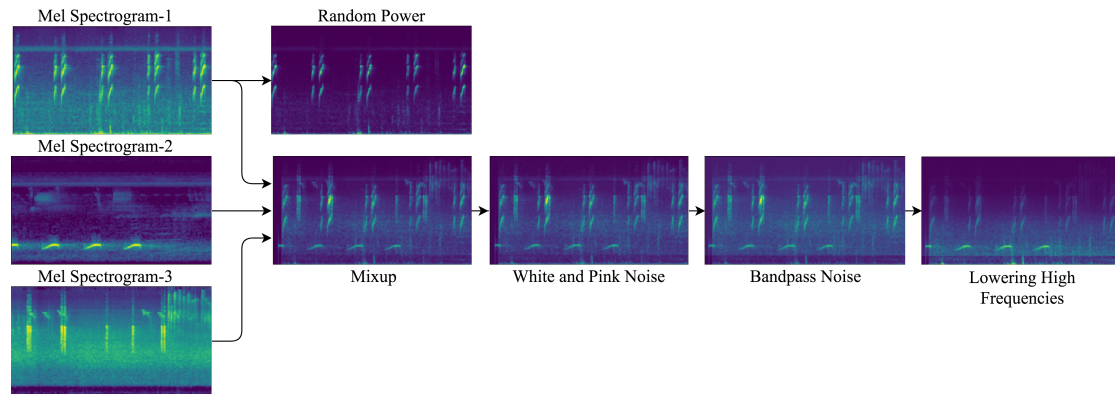 Mel Spectrogram-1
Random Power
Mel Spectrogram-2
Mel Spectrogram-3
Mixup
White and Pink Noise
Bandpass Noise
Lowering High
Frequencies